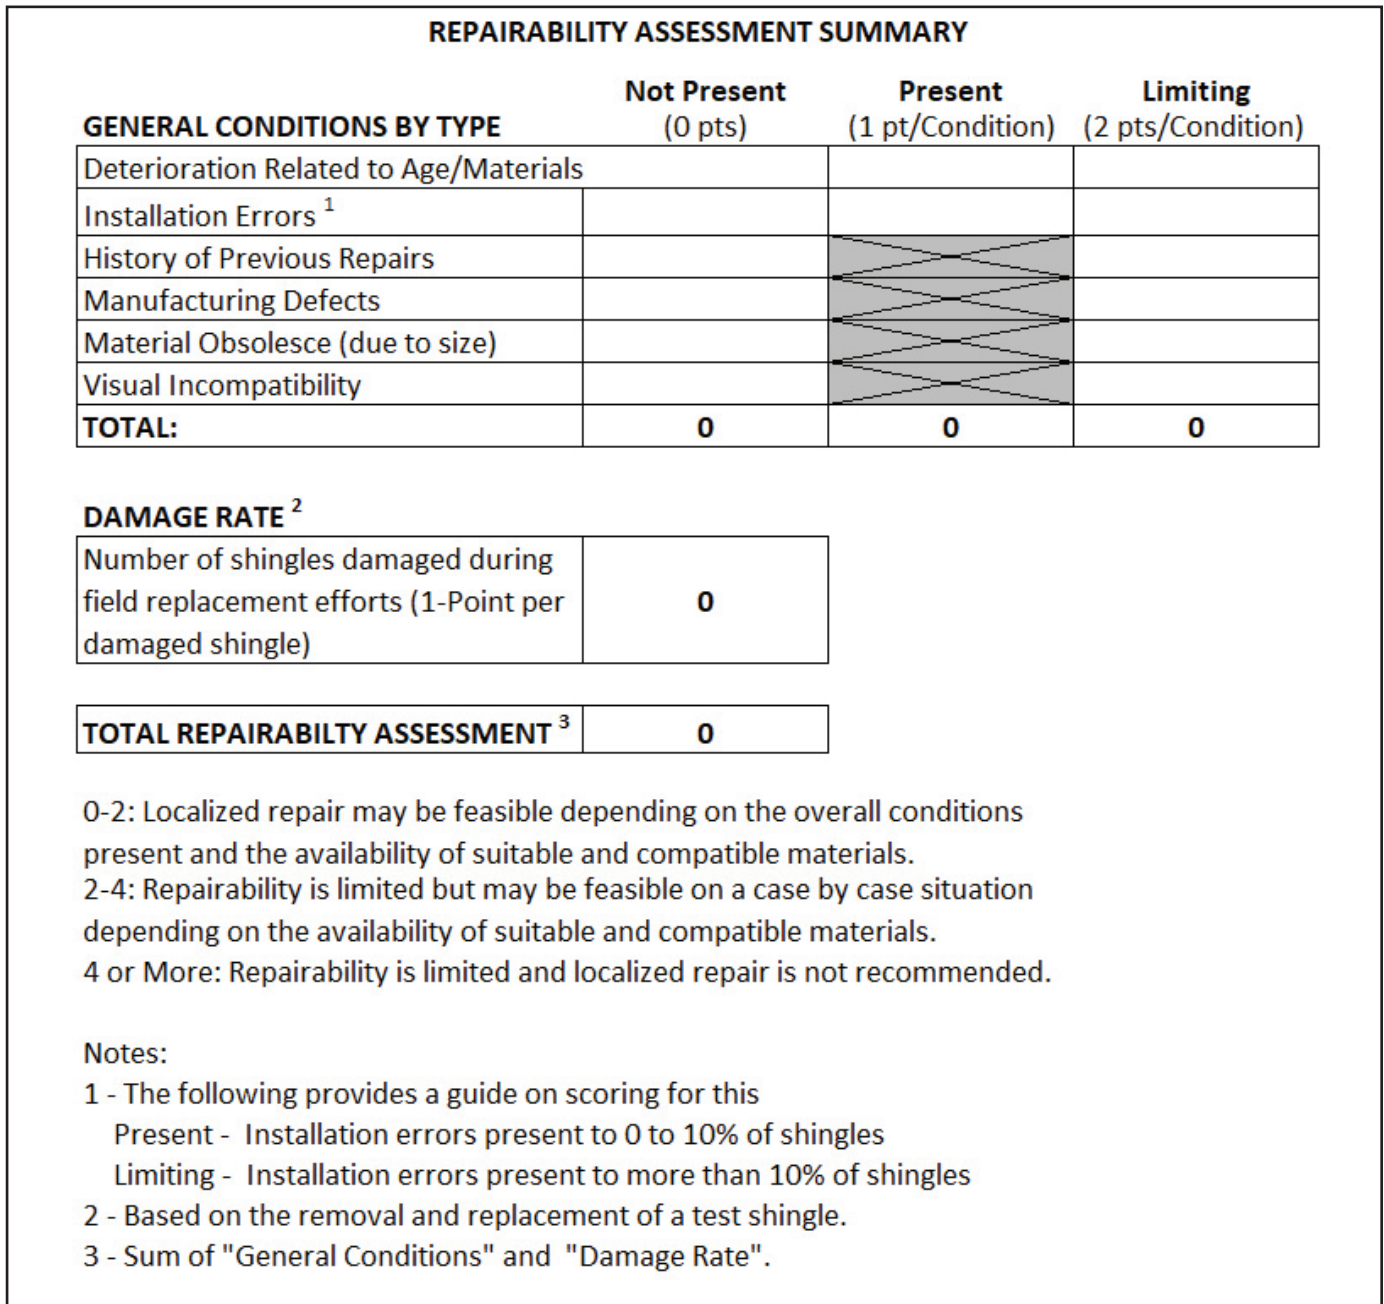 REPAIRABILITY ASSESSMENT SUMMARY
Not Present Present Limiting
GENERAL CONDITIONS BY TYPE (0 pts) (1 pt/Condition) (2 pts/Condition)
Deterioration Related to Age/Materials
Installation Errors 1
History of Previous Repairs
Manufacturing Defects
Material Obsolesce (due to size)
Visual Incompatibility
TOTAL: 0 0 0
DAMAGE RATE 2
Number of shingles damaged during
field replacement efforts (1-Point per
damaged shingle)
0
TOTAL REPAIRABILTY ASSESSMENT 3 0
0-2: Localized repair may be feasible depending on the overall conditions
present and the availability of suitable and compatible materials.
2-4: Repairability is limited but may be feasible on a case by case situation
depending on the availability of suitable and compatible materials.
4 or More: Repairability is limited and localized repair is not recommended.
Notes:
1 - The following provides a guide on scoring for this
Present - Installation errors present to 0 to 10% of shingles
Limiting - Installation errors present to more than 10% of shingles
2 - Based on the removal and replacement of a test shingle.
3 - Sum of "General Conditions" and "Damage Rate".